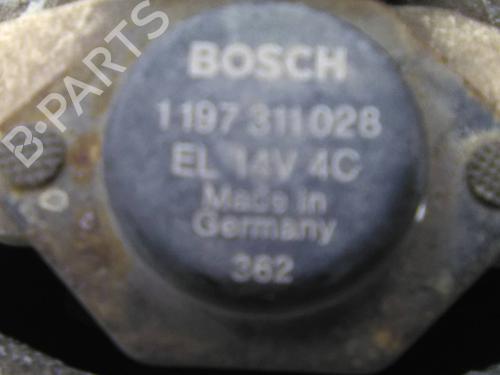 B-PARTS
BOSCH
1 197 311 028
EL 14V 4C
Made in
Germany
362